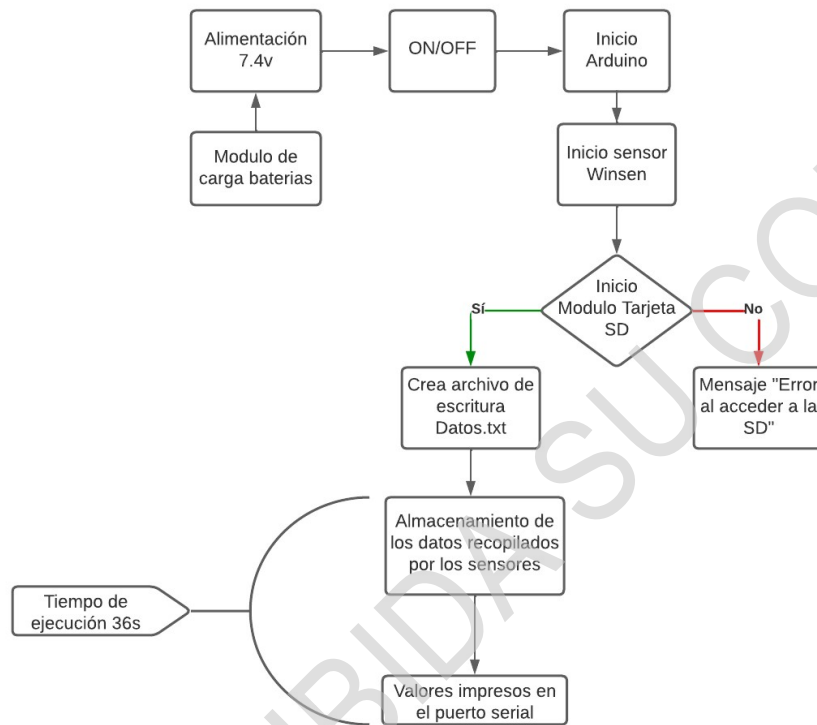 Alimentación
7.4v
ON/OFF
Inicio
Arduino
Modulo de
carga baterias
Inicio sensor
Winsen
Inicio
Modulo Tarjeta
SD
Sí
No
Crea archivo de
escritura
Datos.txt
Mensaje "Error
al acceder a la
SD"
Almacenamiento de
los datos recopilados
por los sensores
Tiempo de
ejecución 36s
Valores impresos en
el puerto serial
SU